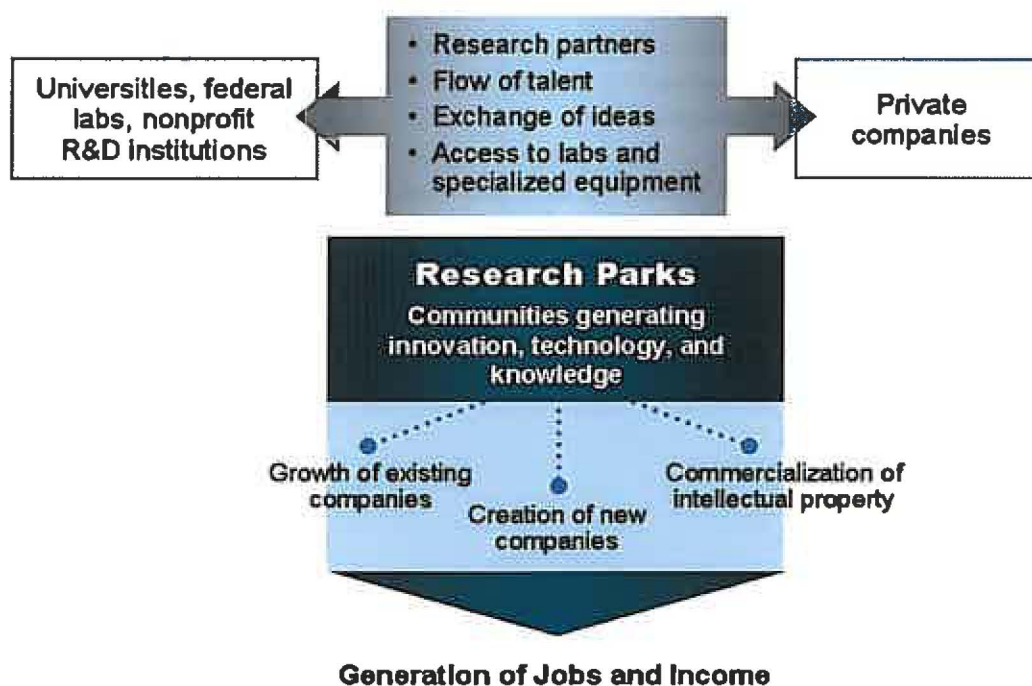 Universities, federal
labs, nonprofit
R&D institutions
• Research partners
• Flow of talent
• Exchange of ideas
• Access to labs and
specialized equipment
Private
companies
Research Parks
Communities generating
innovation, technology, and
knowledge
Growth of existing
companies
Creation of new
companies
Commercialization of
intellectual property
Generation of Jobs and Income